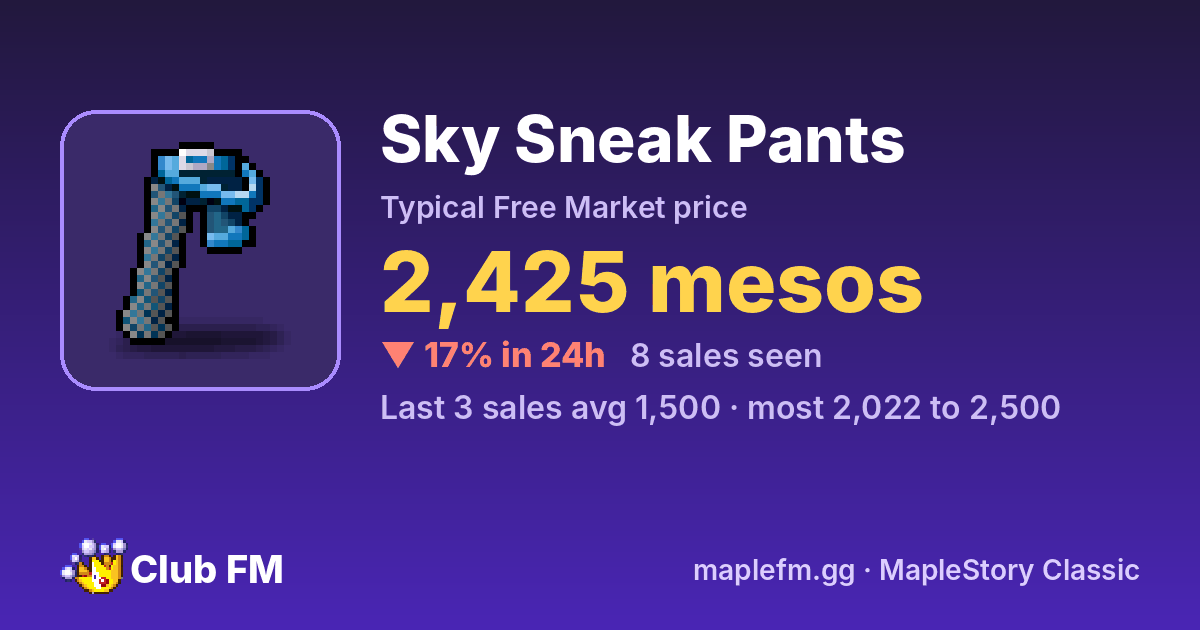 Sky Sneak Pants
Typical Free Market price
2,425 mesos
▼ 17% in 24h 8 sales seen
Last 3 sales avg 1,500 · most 2,022 to 2,500
Club FM
maplefm.gg · MapleStory Classic